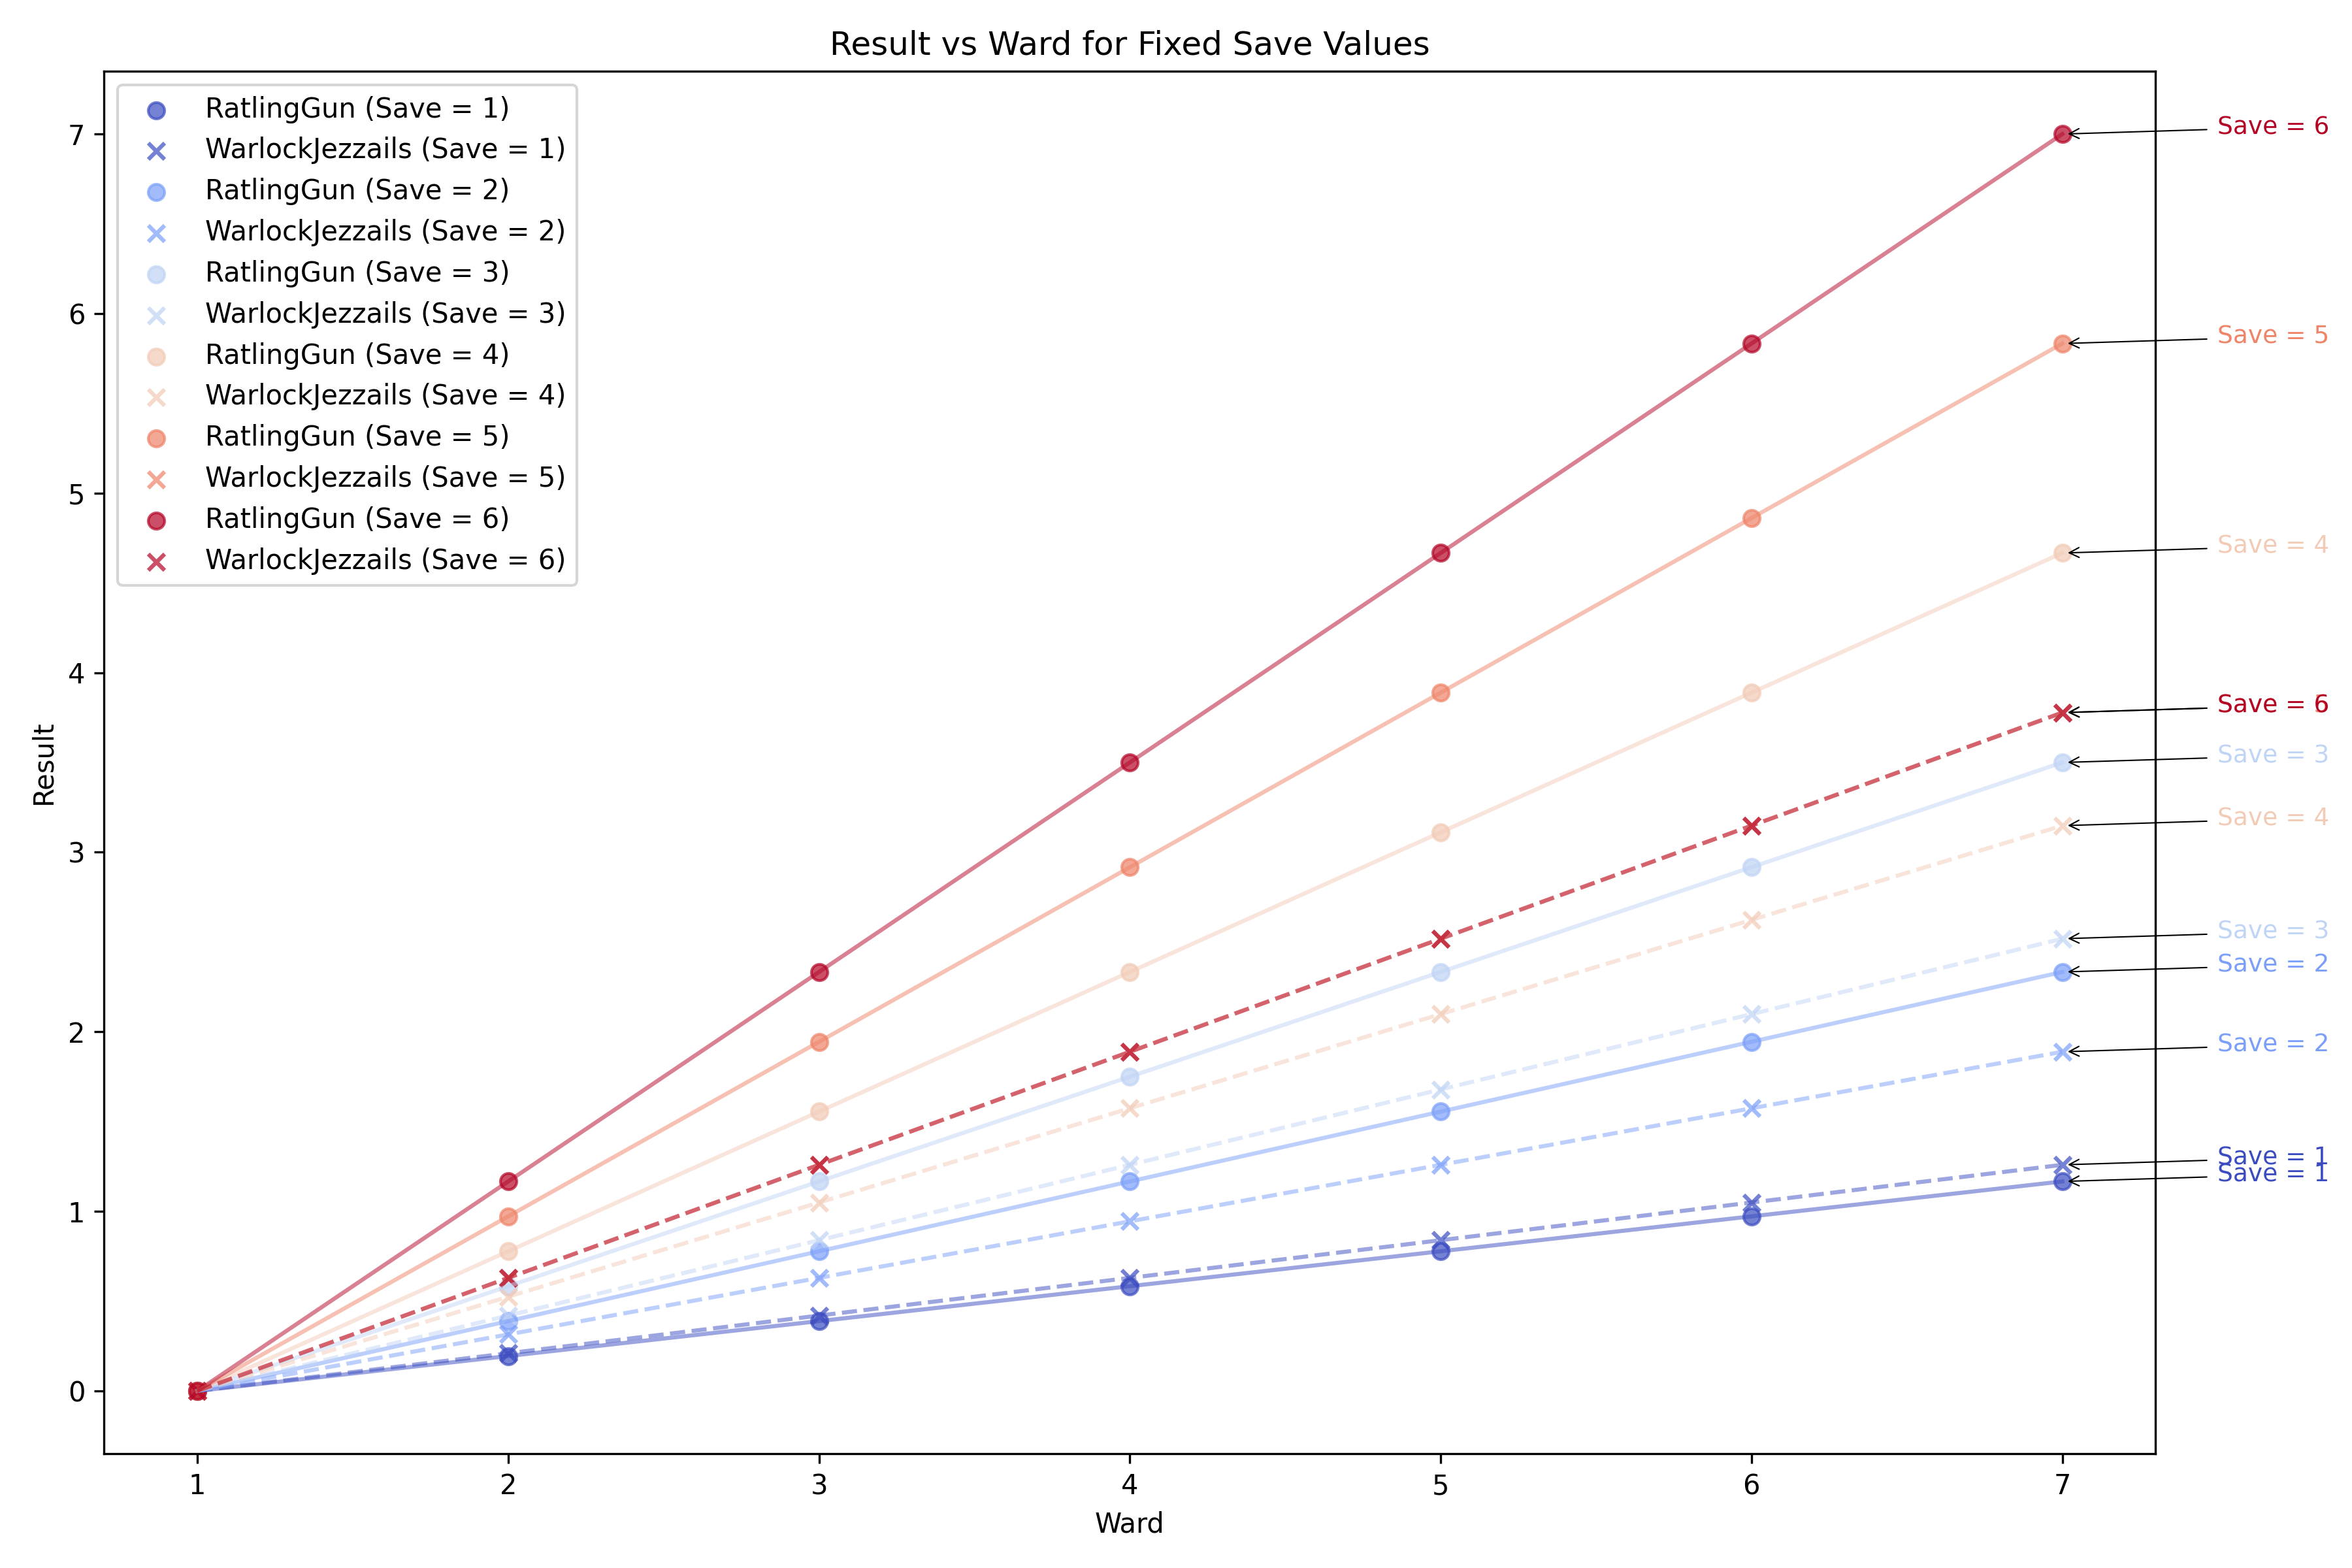 Result vs Ward for Fixed Save Values
RatlingGun (Save = 1)
WarlockJezzails (Save = 1)
RatlingGun (Save = 2)
WarlockJezzails (Save = 2)
RatlingGun (Save = 3)
WarlockJezzails (Save = 3)
RatlingGun (Save = 4)
WarlockJezzails (Save = 4)
RatlingGun (Save = 5)
WarlockJezzails (Save = 5)
RatlingGun (Save = 6)
WarlockJezzails (Save = 6)
Save = 6
Save = 5
Save = 4
Save = 6
Save = 3
Save = 4
Save = 3
Save = 2
Save = 2
Save = 1
Save = 1
7
6
5
4
3
2
1
0
Result
1
2
3
4
5
6
7
Ward